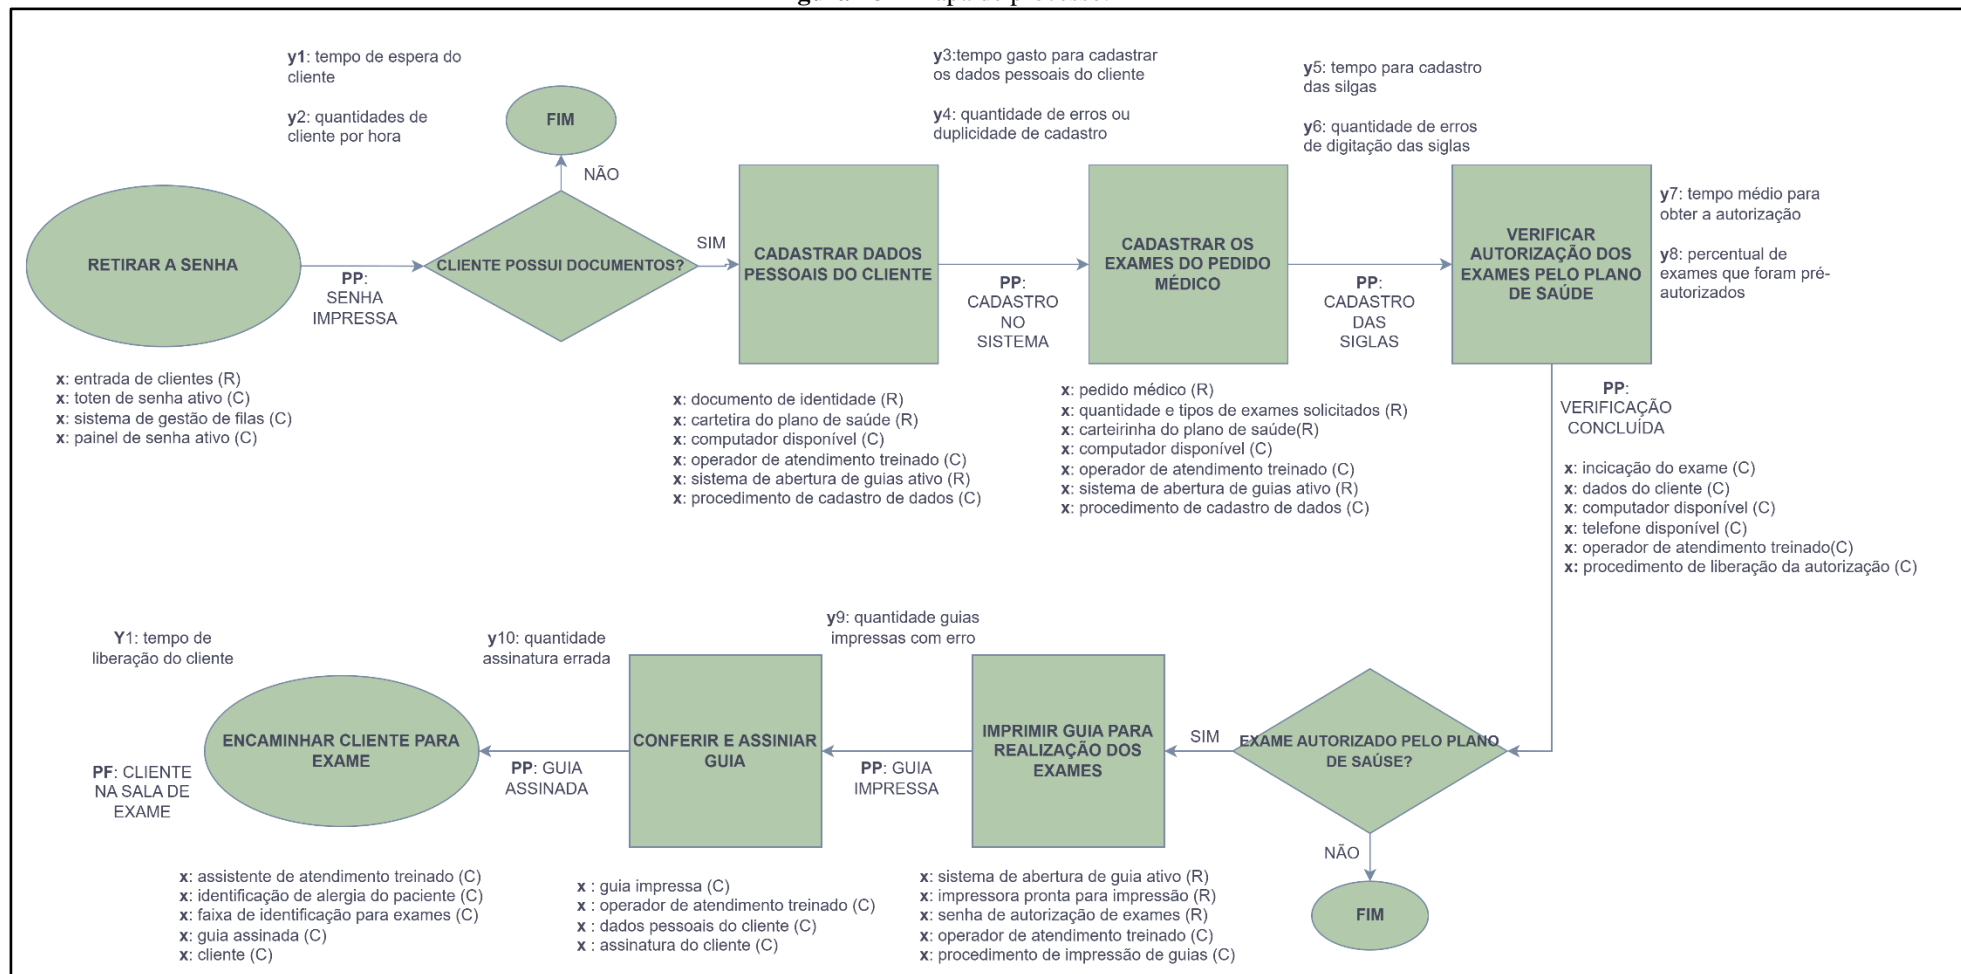 y1: tempo de espera do
cliente
y2: quantidades de
cliente por hora
FIM
NÃO
RETIRAR A SENHA
PP:
SENHA
IMPRESSA
x: entrada de clientes (R)
x: toten de senha ativo (C)
x: sistema de gestão de filas (C)
x: painel de senha ativo (C)
CLIENTE POSSUI DOCUMENTOS?
SIM
CADASTRAR DADOS
PESSOAIS DO CLIENTE
x: documento de identidade (R)
x: cartetira do plano de saúde (R)
x: computador disponível (C)
x: operador de atendimento treinado (C)
x: sistema de abertura de guias ativo (R)
x: procedimento de cadastro de dados (C)
y3:tempo gasto para cadastrar
os dados pessoais do cliente
y4: quantidade de erros ou
duplicidade de cadastro
PP:
CADASTRO
NO
SISTEMA
CADASTRAR OS
EXAMES DO PEDIDO
MÉDICO
x: pedido médico (R)
x: quantidade e tipos de exames solicitados (R)
x: carteirinha do plano de saúde(R)
x: computador disponível (C)
x: operador de atendimento treinado (C)
x: sistema de abertura de guias ativo (R)
x: procedimento de cadastro de dados (C)
y5: tempo para cadastro
das silgas
y6: quantidade de erros
de digitação das siglas
PP:
CADASTRO
DAS
SIGLAS
VERIFICAR
AUTORIZAÇÃO DOS
EXAMES PELO PLANO
DE SAÚDE
y7: tempo médio para
obter a autorização
y8: percentual de
exames que foram pré-
autorizados
PP:
VERIFICAÇÃO
CONCLUÍDA
x: incicação do exame (C)
x: dados do cliente (C)
x: computador disponível (C)
x: telefone disponível (C)
x: operador de atendimento treinado(C)
x: procedimento de liberação da autorização (C)
EXAME AUTORIZADO PELO PLANO
DE SAÚSE?
NÃO
FIM
SIM
y9: quantidade guias
impressas com erro
IMPRIMIR GUIA PARA
REALIZAÇÃO DOS
EXAMES
x: sistema de abertura de guia ativo (R)
x: impressora pronta para impressão (R)
x: senha de autorização de exames (R)
x: operador de atendimento treinado (C)
x: procedimento de impressão de guias (C)
PP: GUIA
IMPRESSA
y10: quantidade
assinatura errada
CONFERIR E ASSINIAR
GUIA
x : guia impressa (C)
x : operador de atendimento treinado (C)
x : dados pessoais do cliente (C)
x : assinatura do cliente (C)
PP: GUIA
ASSINADA
Y1: tempo de
liberação do cliente
ENCAMINHAR CLIENTE PARA
EXAME
PF: CLIENTE
NA SALA DE
EXAME
x: assistente de atendimento treinado (C)
x: identificação de alergia do paciente (C)
x: faixa de identificação para exames (C)
x: guia assinada (C)
x: cliente (C)